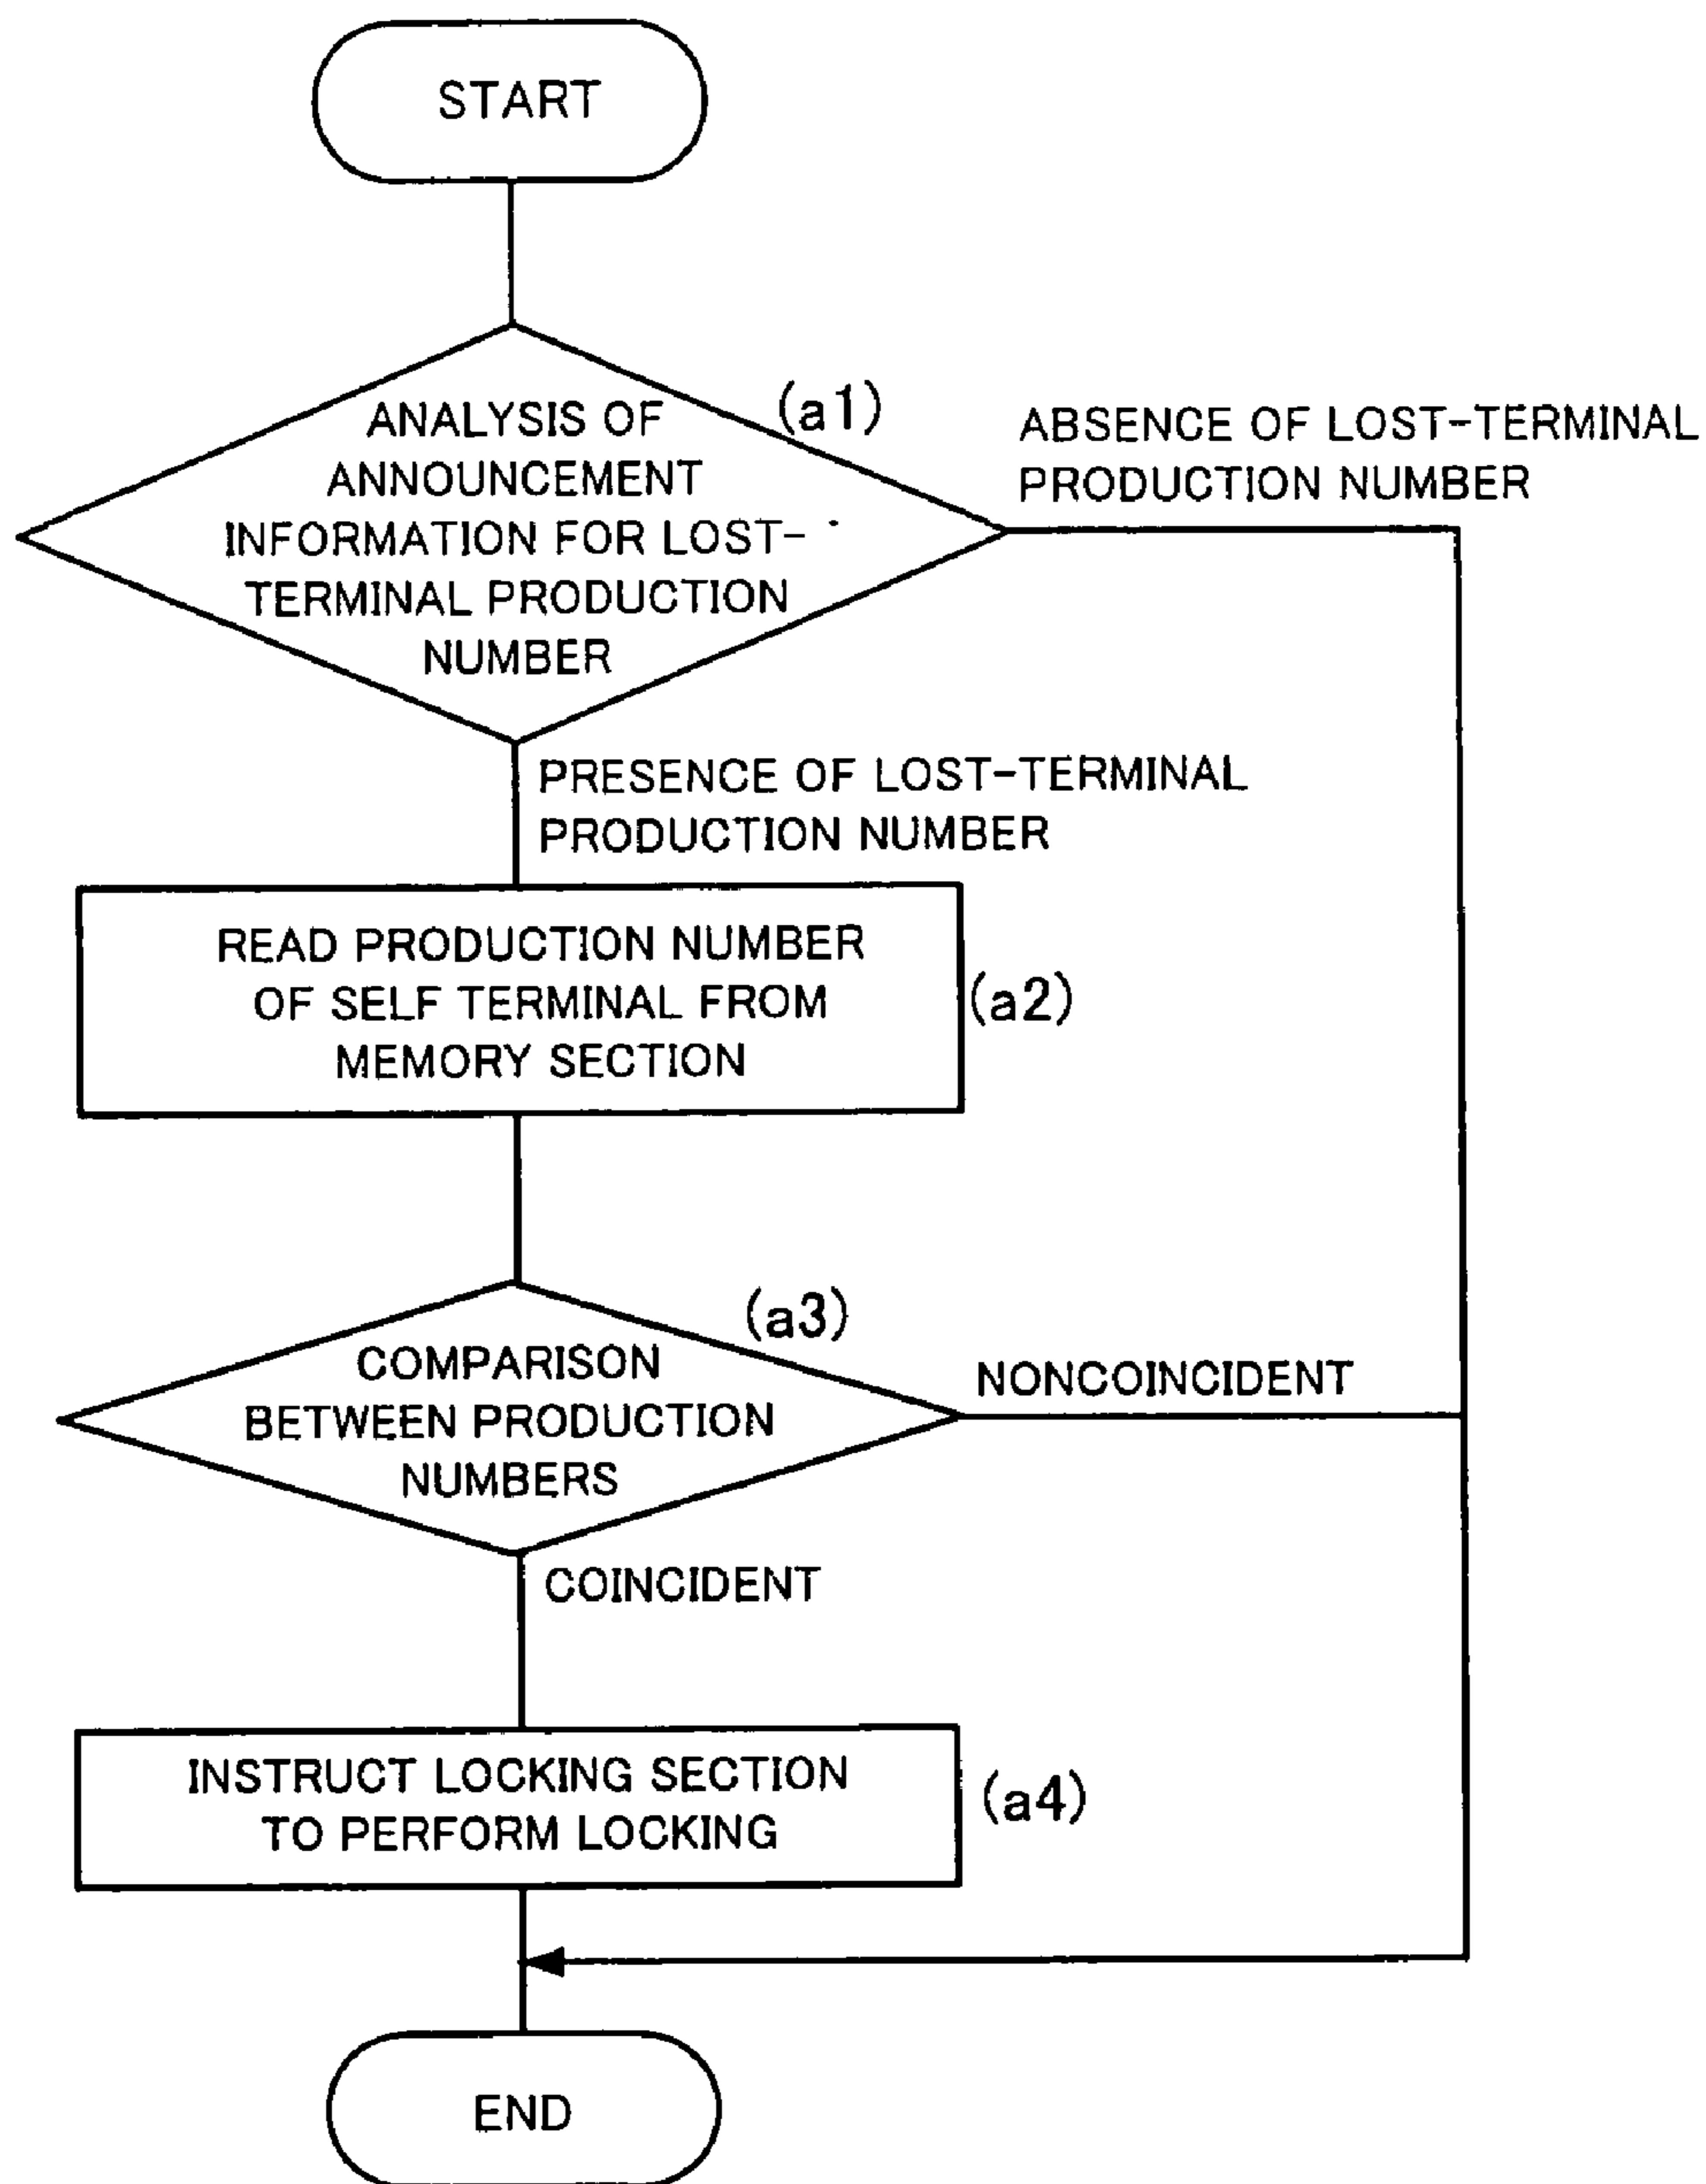 START
(a1)
ANALYSIS OF
ANNOUNCEMENT
INFORMATION FOR LOST-
TERMINAL PRODUCTION
NUMBER
ABSENCE OF LOST-TERMINAL
PRODUCTION NUMBER
PRESENCE OF LOST-TERMINAL
PRODUCTION NUMBER
READ PRODUCTION NUMBER
OF SELF TERMINAL FROM
MEMORY SECTION
(a2)
(a3)
COMPARISON
BETWEEN PRODUCTION
NUMBERS
NONCOINCIDENT
COINCIDENT
INSTRUCT LOCKING SECTION
TO PERFORM LOCKING
(a4)
END